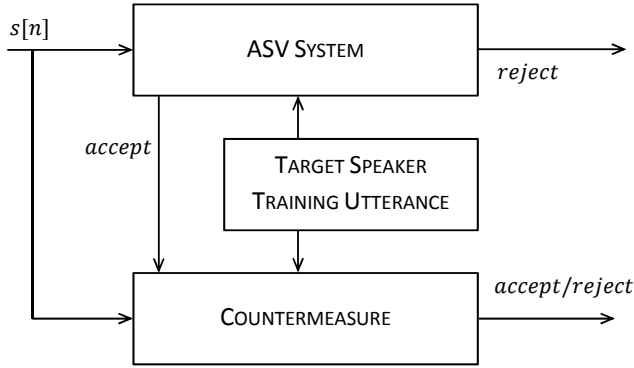 s[n]
ASV SYSTEM
reject
accept
TARGET SPEAKER
TRAINING UTTERANCE
accept/reject
COUNTERMEASURE